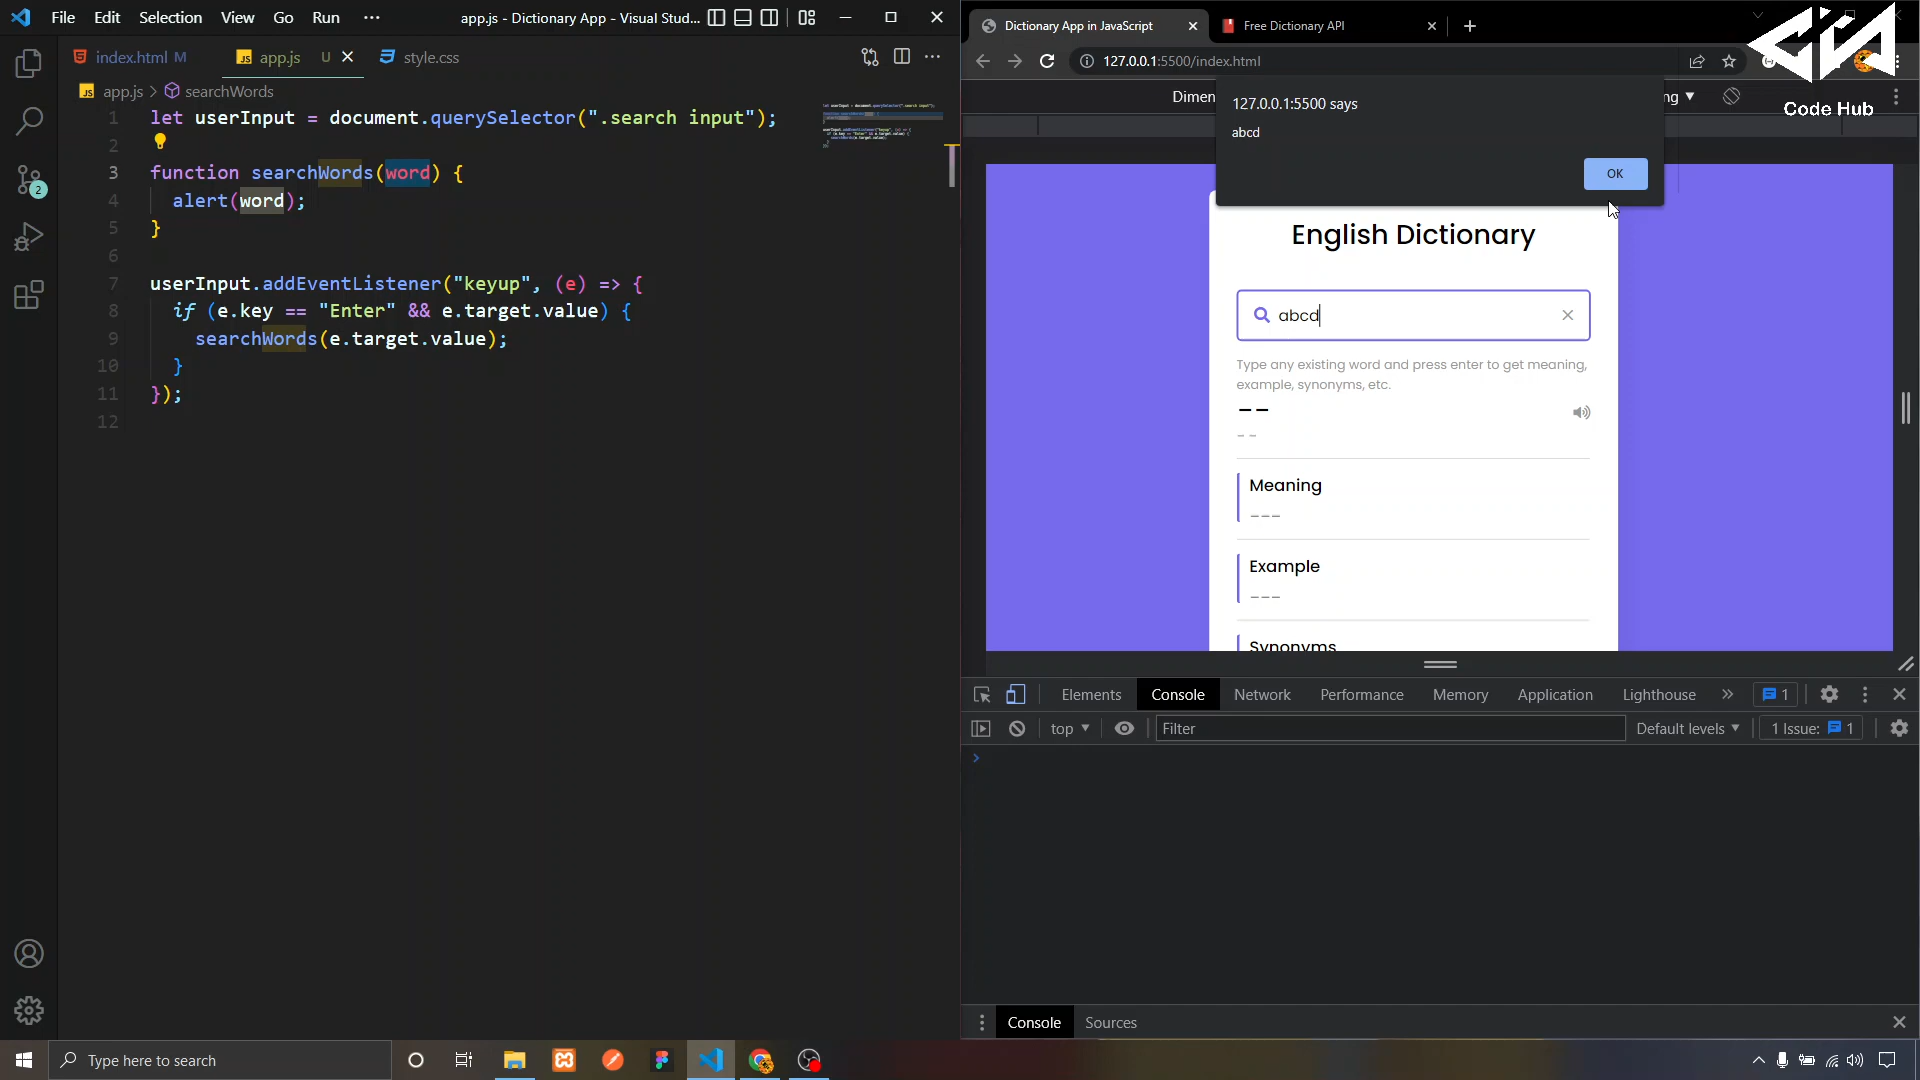 File Edit Selection View Go Run ··· app.js - Dictionary App - Visual Stud...
index.html M
JS app.js U
style.css
JS app.js > searchWords
1 let userInput = document.querySelector(".search input");
2
3 function searchWords(word) {
4 alert(word);
5 }
6
7 userInput.addEventListener("keyup", (e) => {
8 if (e.key == "Enter" && e.target.value) {
9 searchWords(e.target.value);
10 }
11 });
12
2
Dictionary App in JavaScript
Free Dictionary API
127.0.0.1:5500/index.html
Code Hub
Dimen
ng
127.0.0.1:5500 says
abcd
OK
English Dictionary
abcd
Type any existing word and press enter to get meaning,
example, synonyms, etc.
--
--
Meaning
---
Example
---
Synonyms
Elements Console Network Performance Memory Application Lighthouse » 1
top Filter Default levels 1 Issue: 1
Console Sources
Type here to search